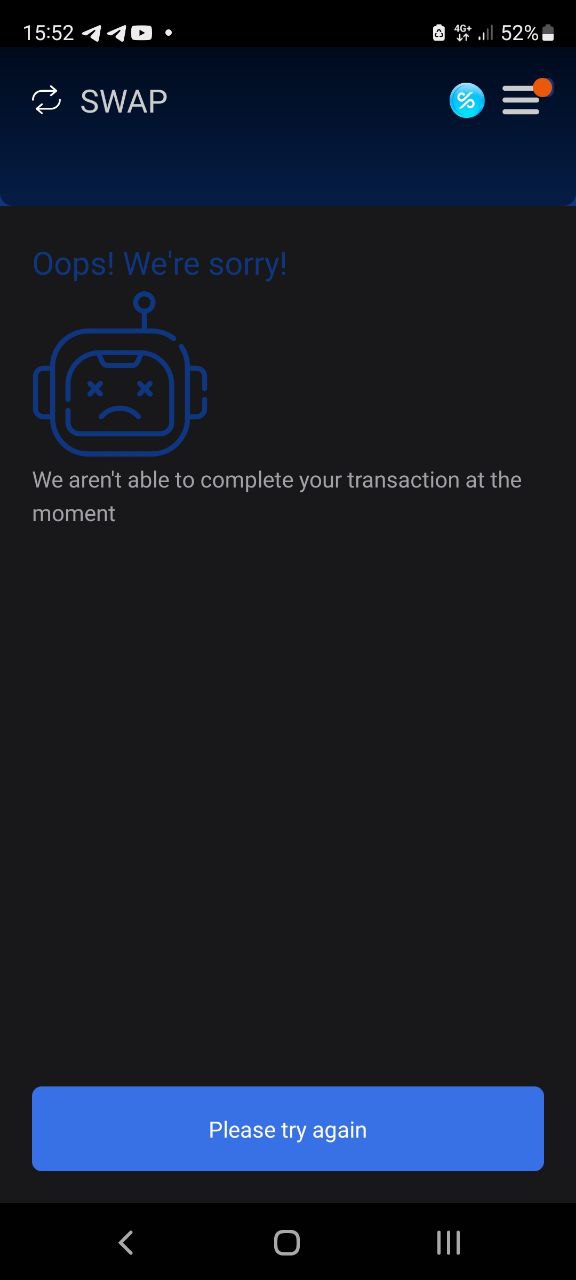 15:52
4G+
52%
SWAP
Oops! We're sorry!
We aren't able to complete your transaction at the
moment
Please try again